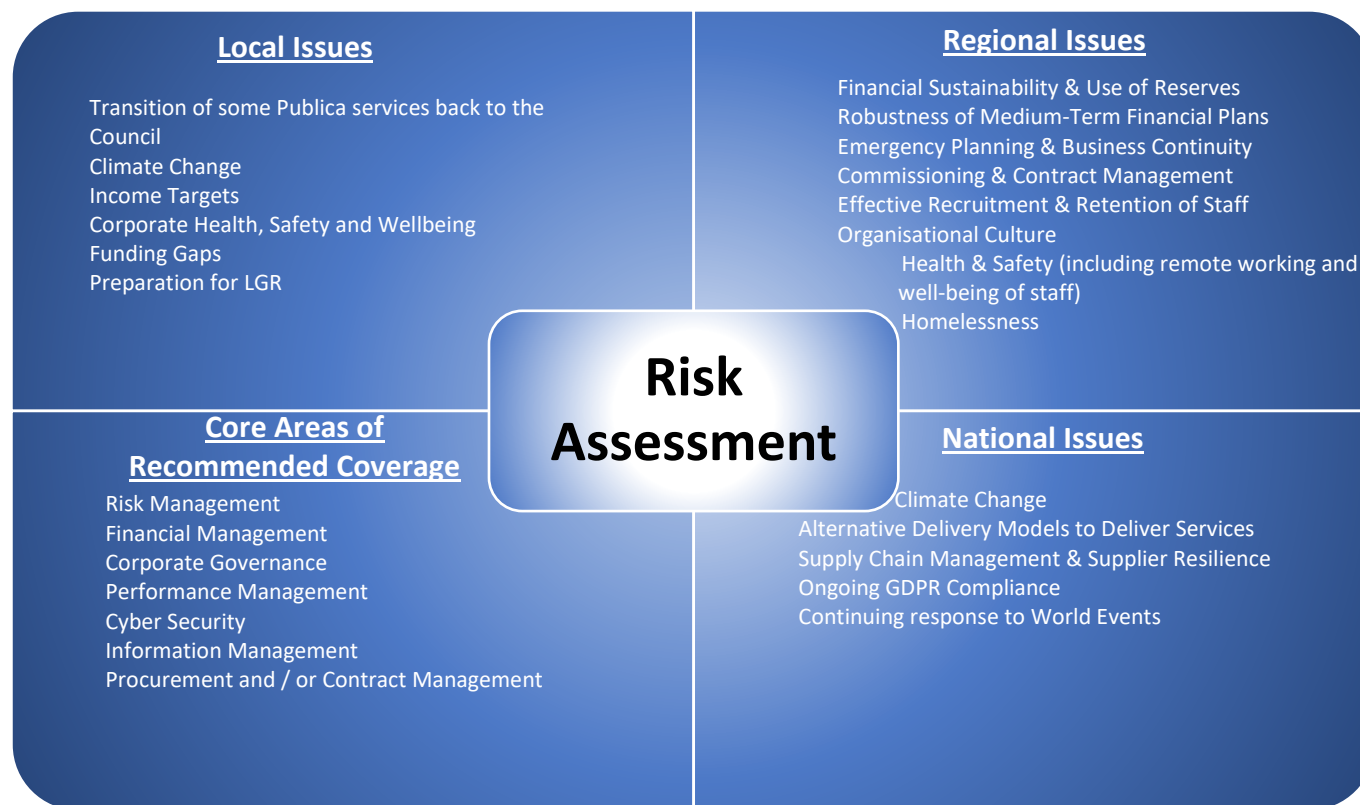 Local Issues
Transition of some Publica services back to the
Council
Climate Change
Income Targets
Corporate Health, Safety and Wellbeing
Funding Gaps
Preparation for LGR
Regional Issues
Financial Sustainability & Use of Reserves
Robustness of Medium-Term Financial Plans
Emergency Planning & Business Continuity
Commissioning & Contract Management
Effective Recruitment & Retention of Staff
Organisational Culture
Health & Safety (including remote working and
well-being of staff)
Homelessness
Risk
Assessment
Core Areas of
Recommended Coverage
Risk Management
Financial Management
Corporate Governance
Performance Management
Cyber Security
Information Management
Procurement and / or Contract Management
National Issues
Climate Change
Alternative Delivery Models to Deliver Services
Supply Chain Management & Supplier Resilience
Ongoing GDPR Compliance
Continuing response to World Events